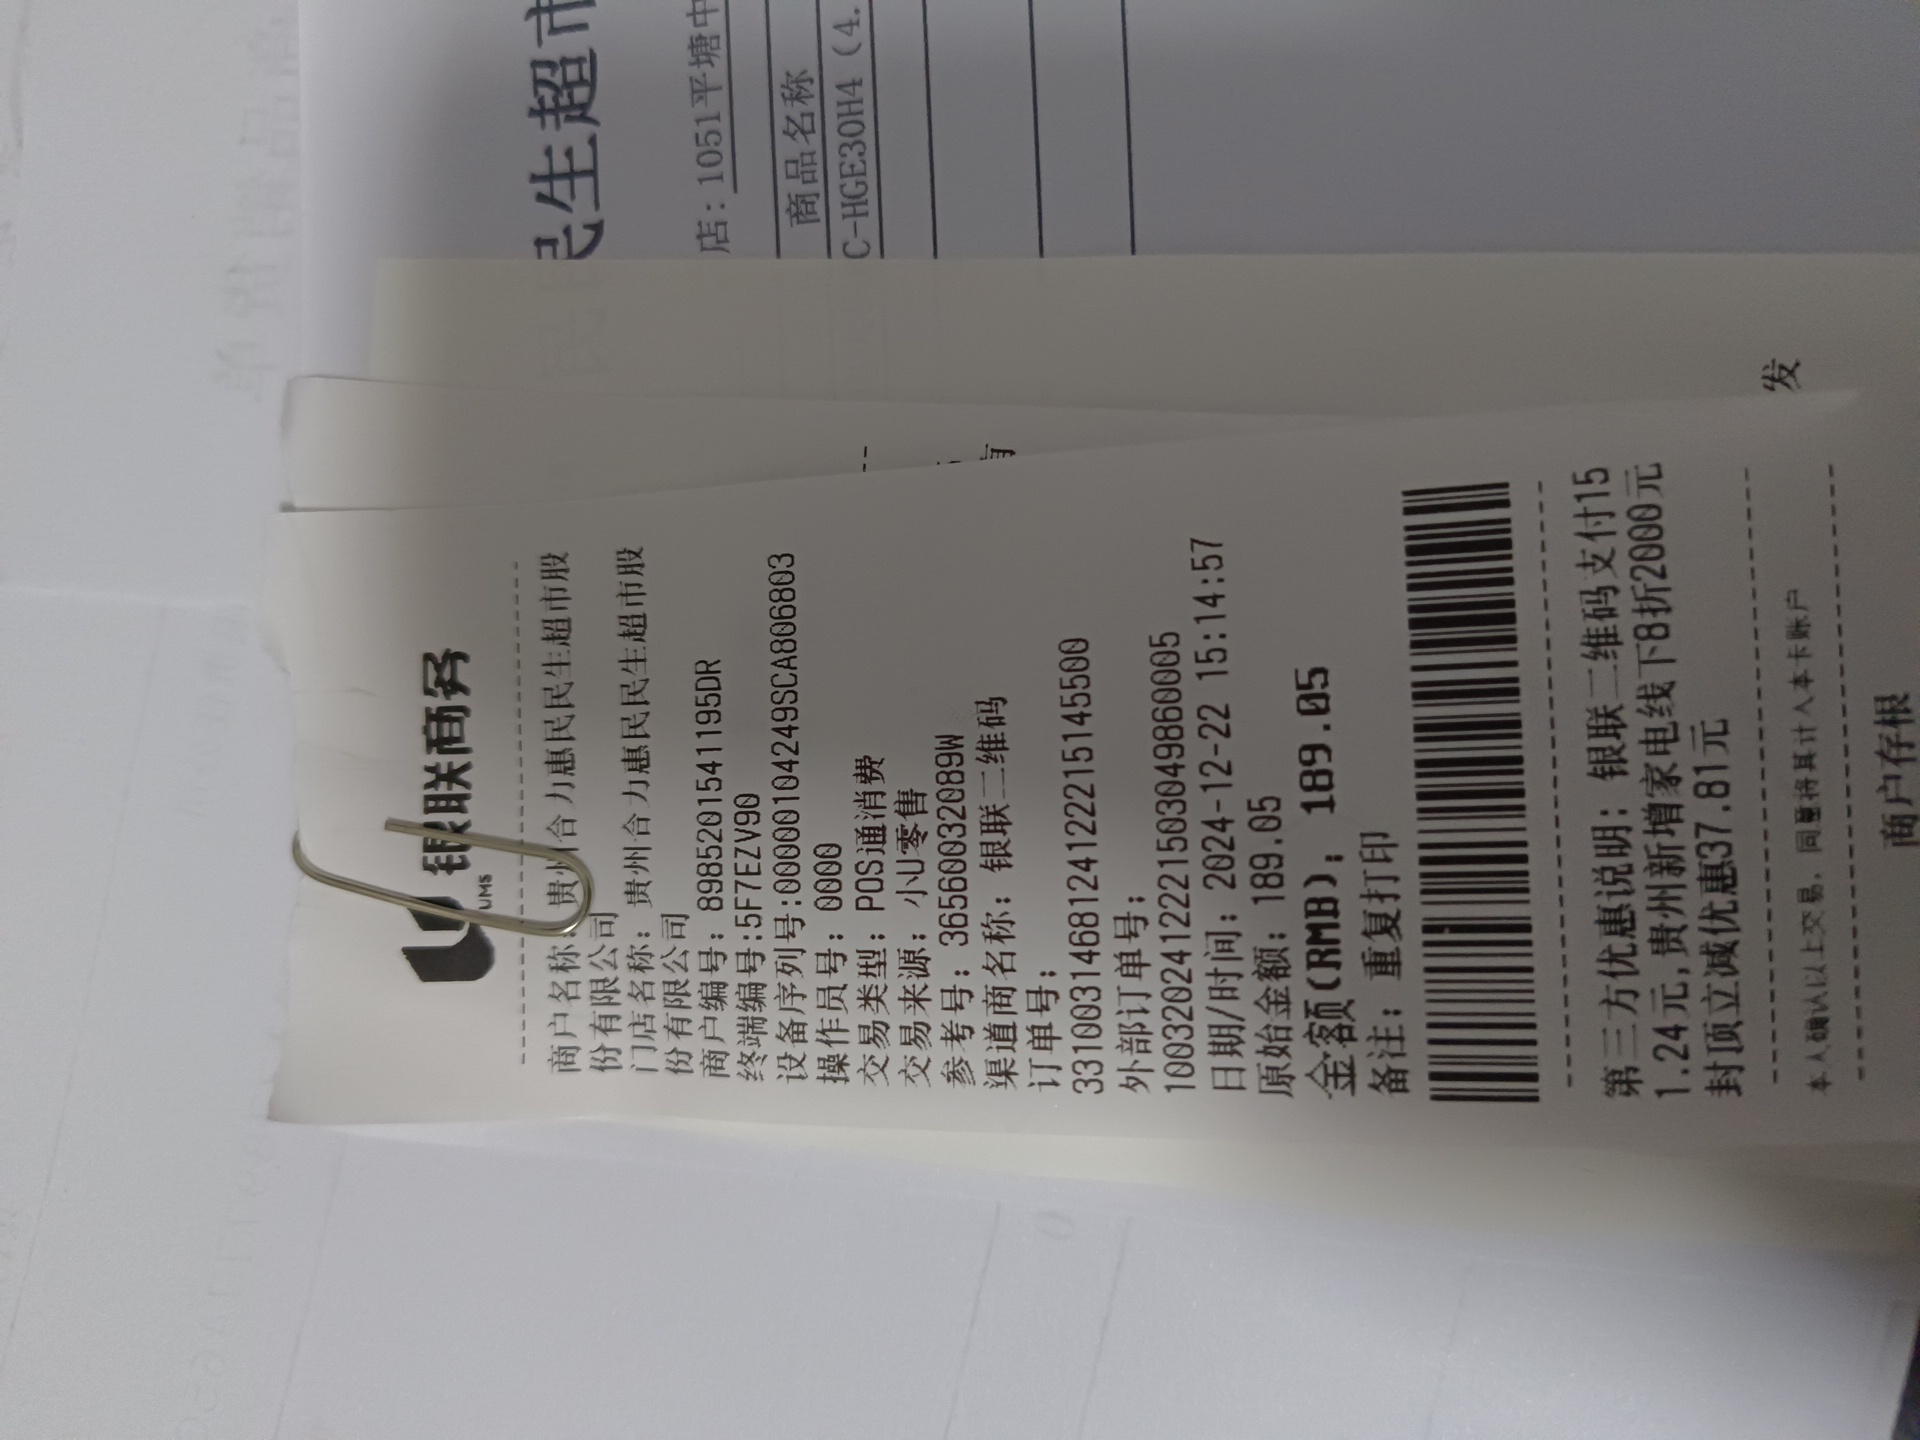 民生超市
店：1051平塘中
商品名称
C-HGE30H4（4.
发
银联商务
UMS
商户名称：贵州合力惠民民生超市股
份有限公司
门店名称：贵州合力惠民民生超市股
份有限公司
商户编号：89852015411195DR
终端编号:5F7EZV90
设备序列号:00000104249SCA806803
操作员号：0000
交易类型：POS通消费
交易来源：小U零售
参考号：36560032089W
渠道商名称：银联二维码
订单号：
33100314681241222151455​00
外部订单号：
10032024122215030498600​05
日期/时间：2024-12-22 15:14:57
原始金额：189.05
金额(RMB)：189.05
备注：重复打印
第三方优惠说明：银联二维码支付15
1.24元,贵州新增家电线下8折2000元
封顶立减优惠37.81元
本人确认以上交易，同意将其计入本卡账户
商户存根